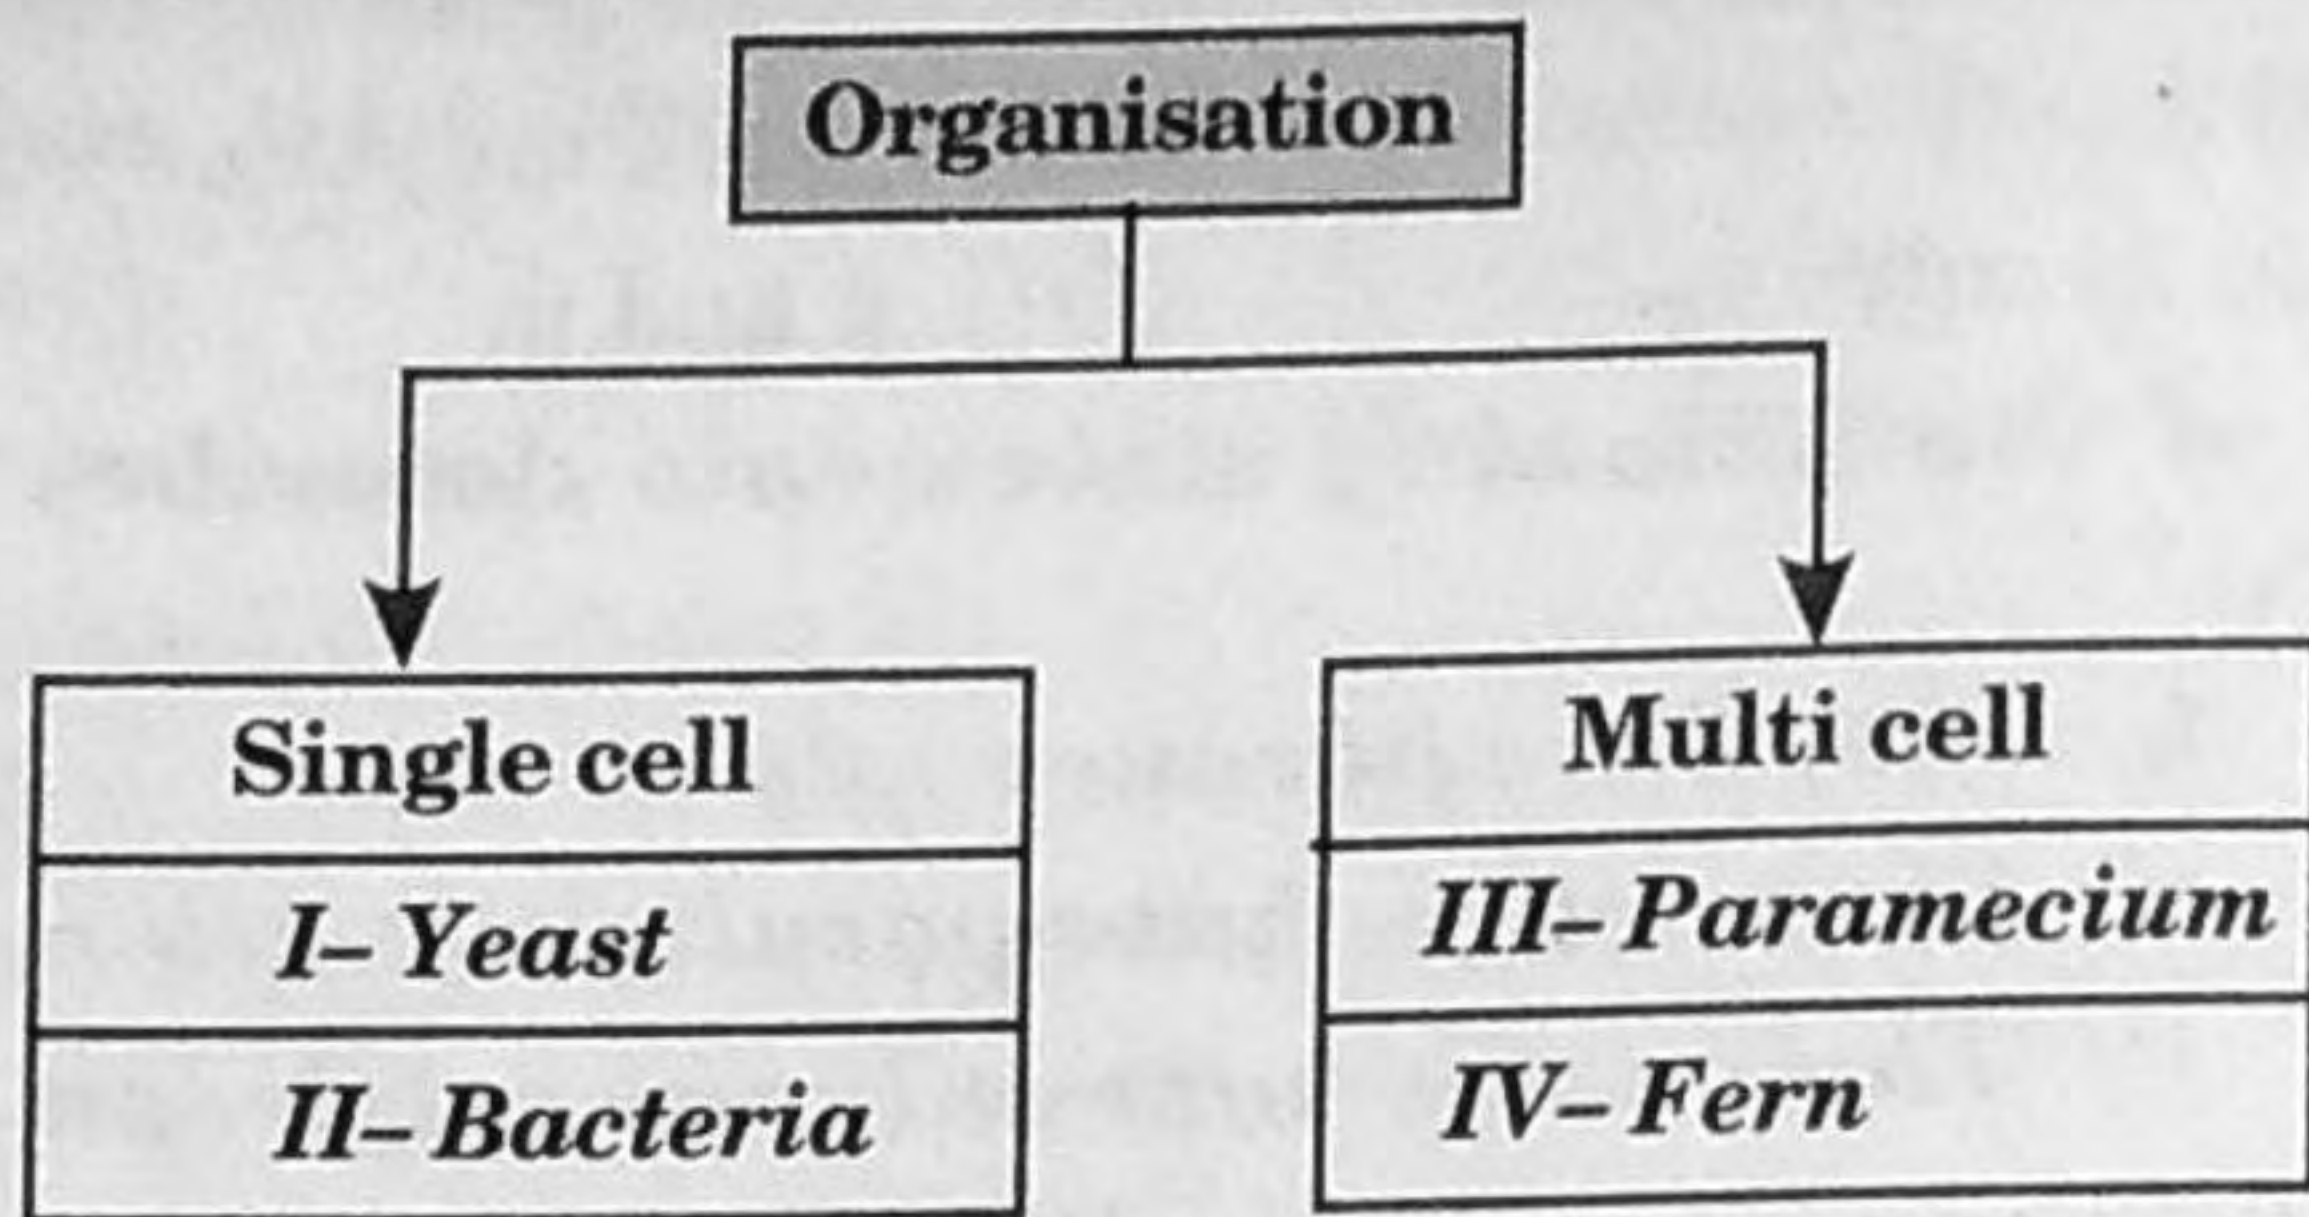 Organisation
Single cell
I– Yeast
II– Bacteria
Multi cell
III– Paramecium
IV– Fern